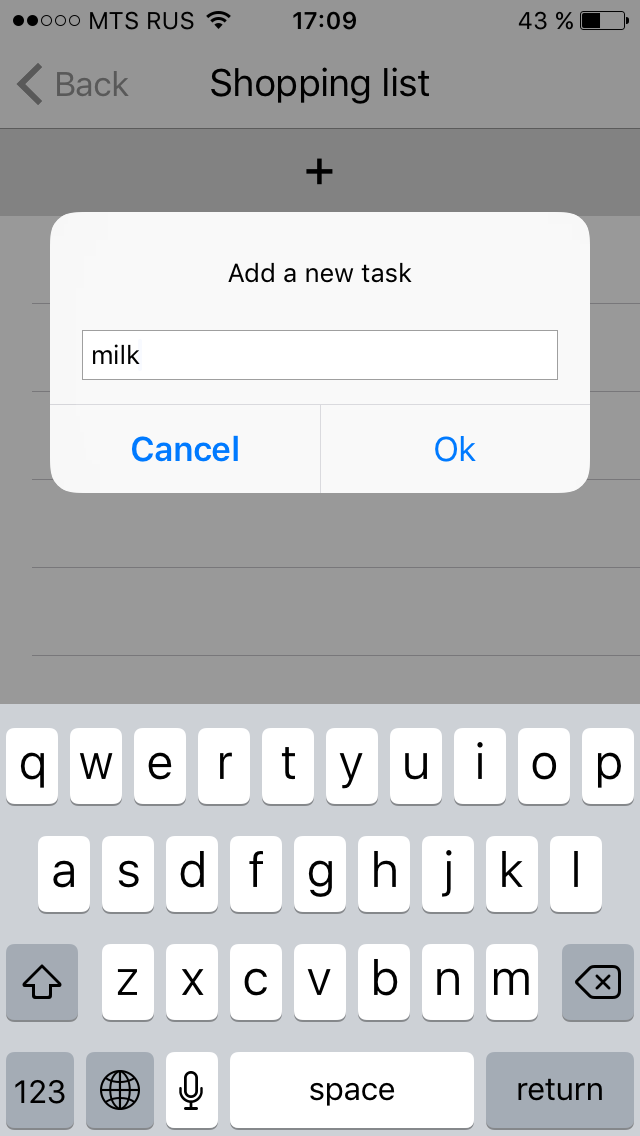 MTS RUS 17:09 43 %
Back Shopping list
+
Add a new task
milk
Cancel Ok
q w e r t y u i o p
a s d f g h j k l
z x c v b n m
123 space return